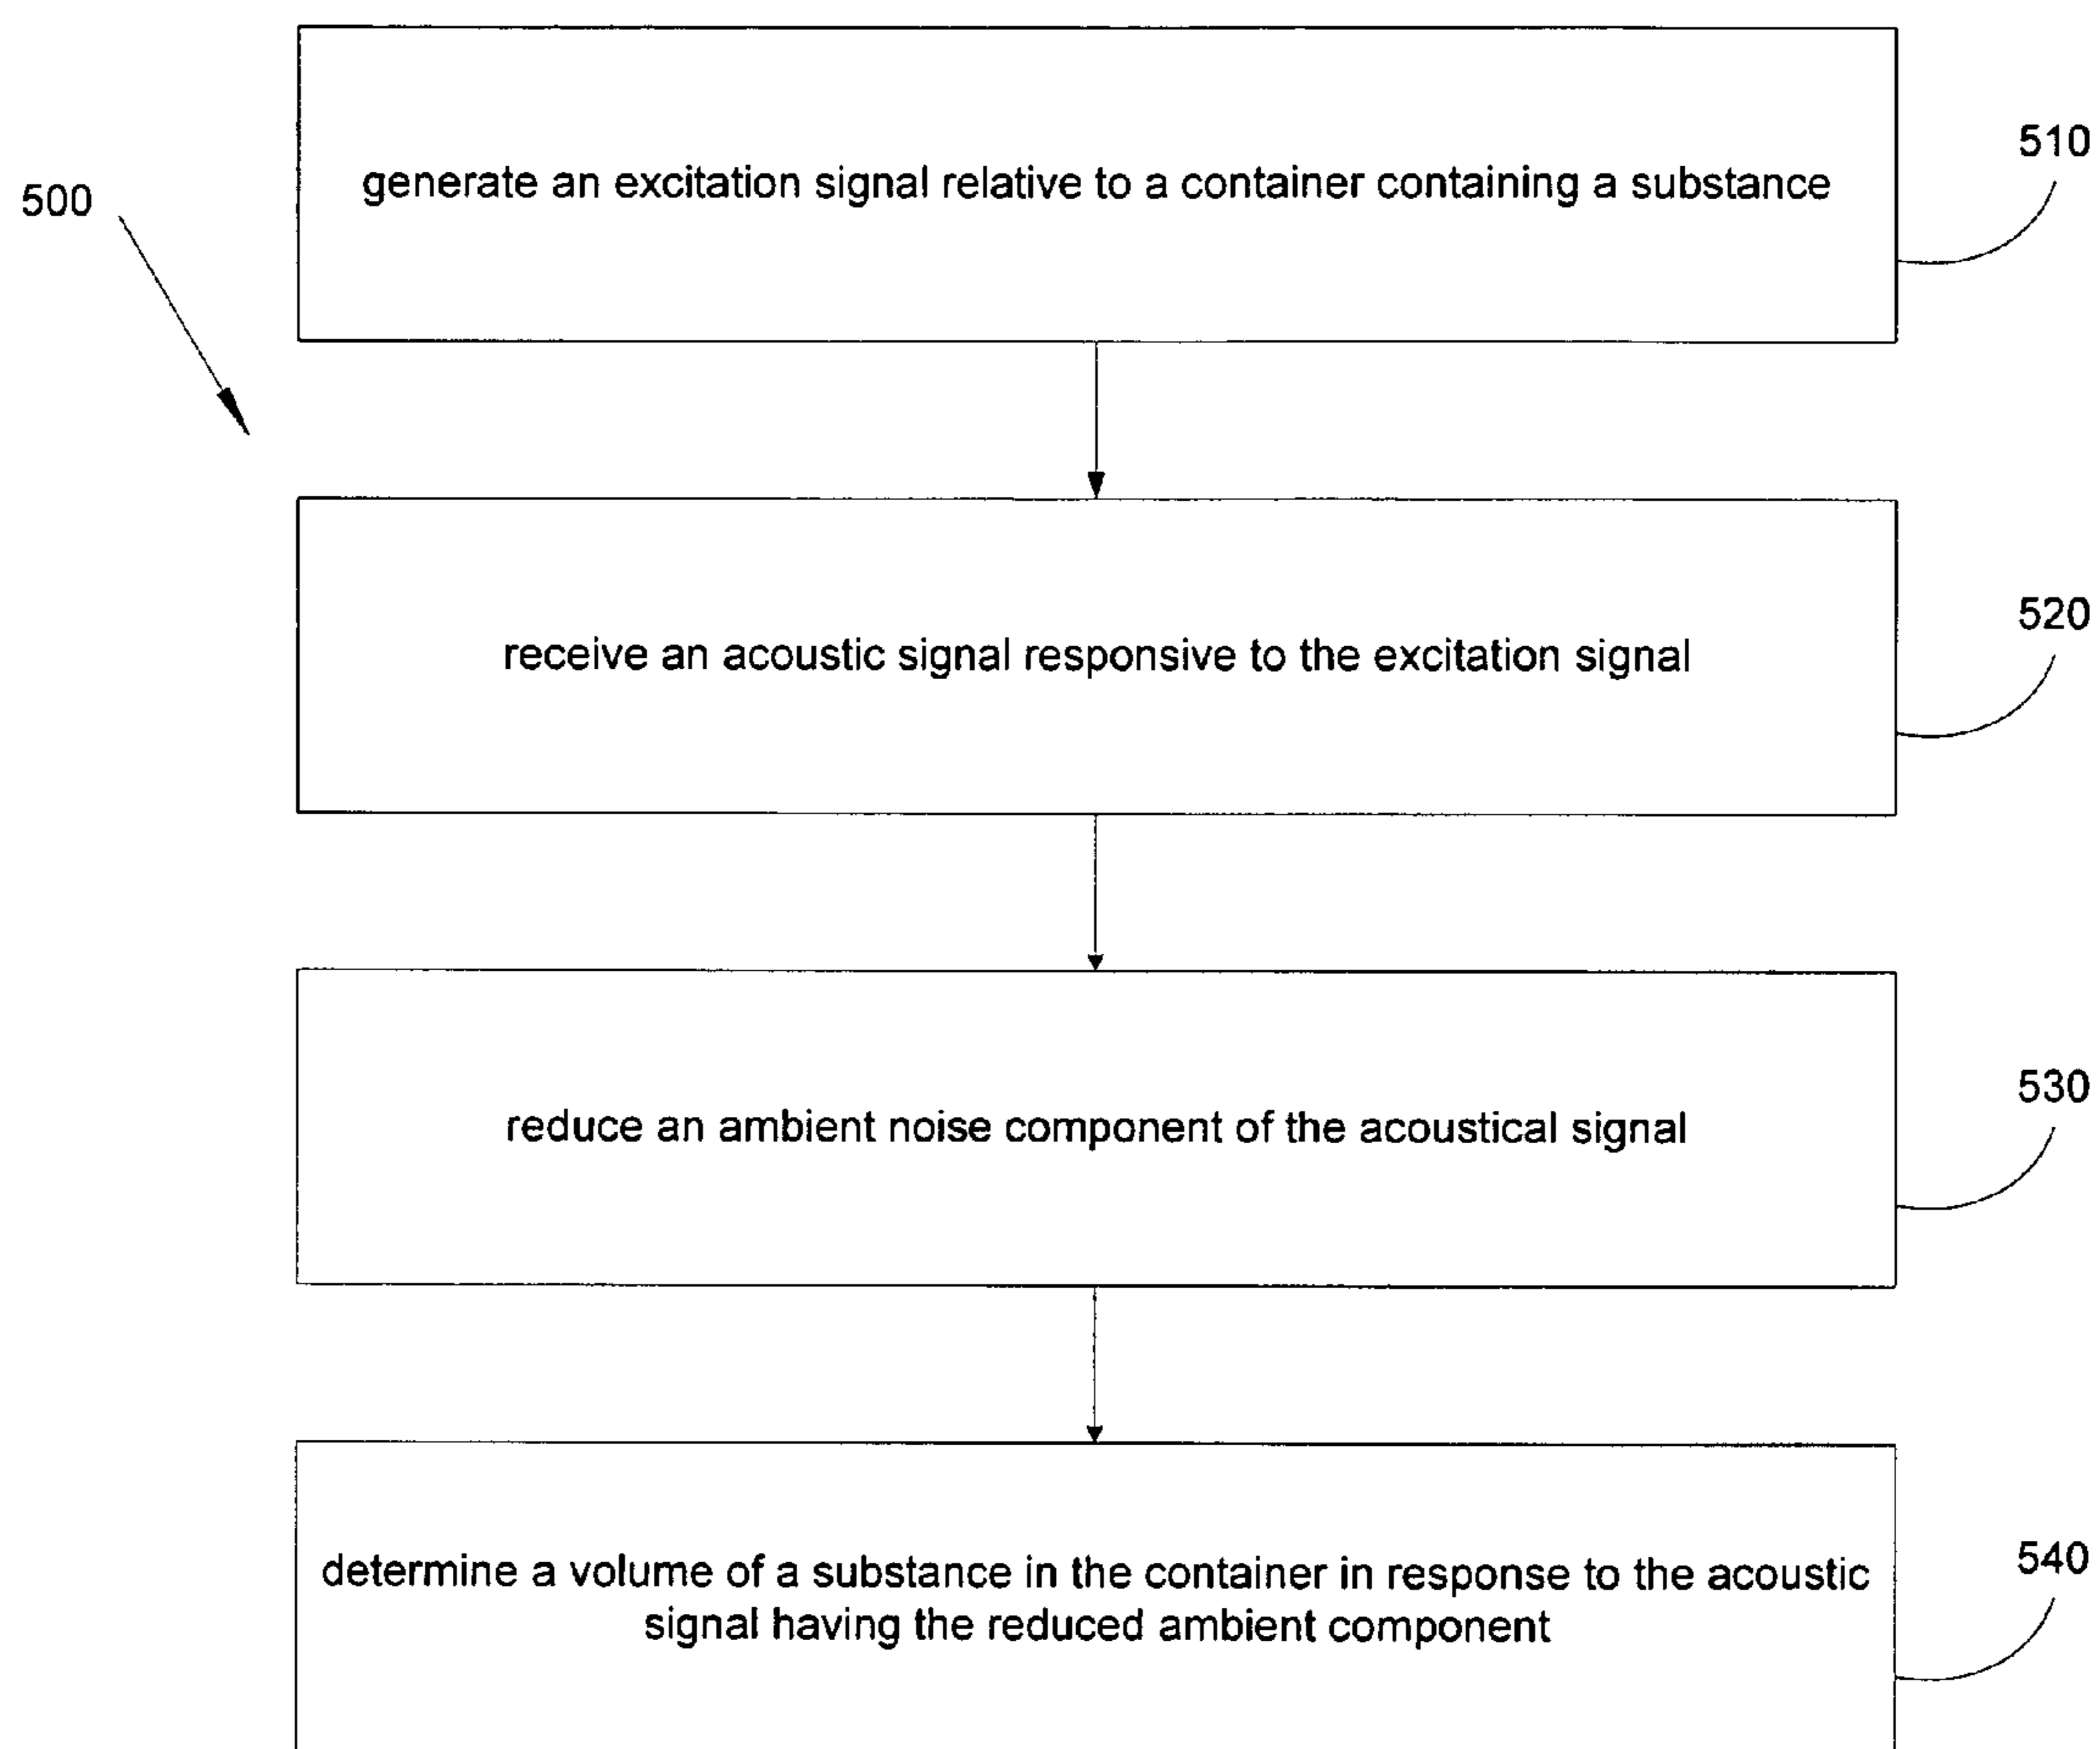 500
generate an excitation signal relative to a container containing a substance
510
receive an acoustic signal responsive to the excitation signal
520
reduce an ambient noise component of the acoustical signal
530
determine a volume of a substance in the container in response to the acoustic
signal having the reduced ambient component
540